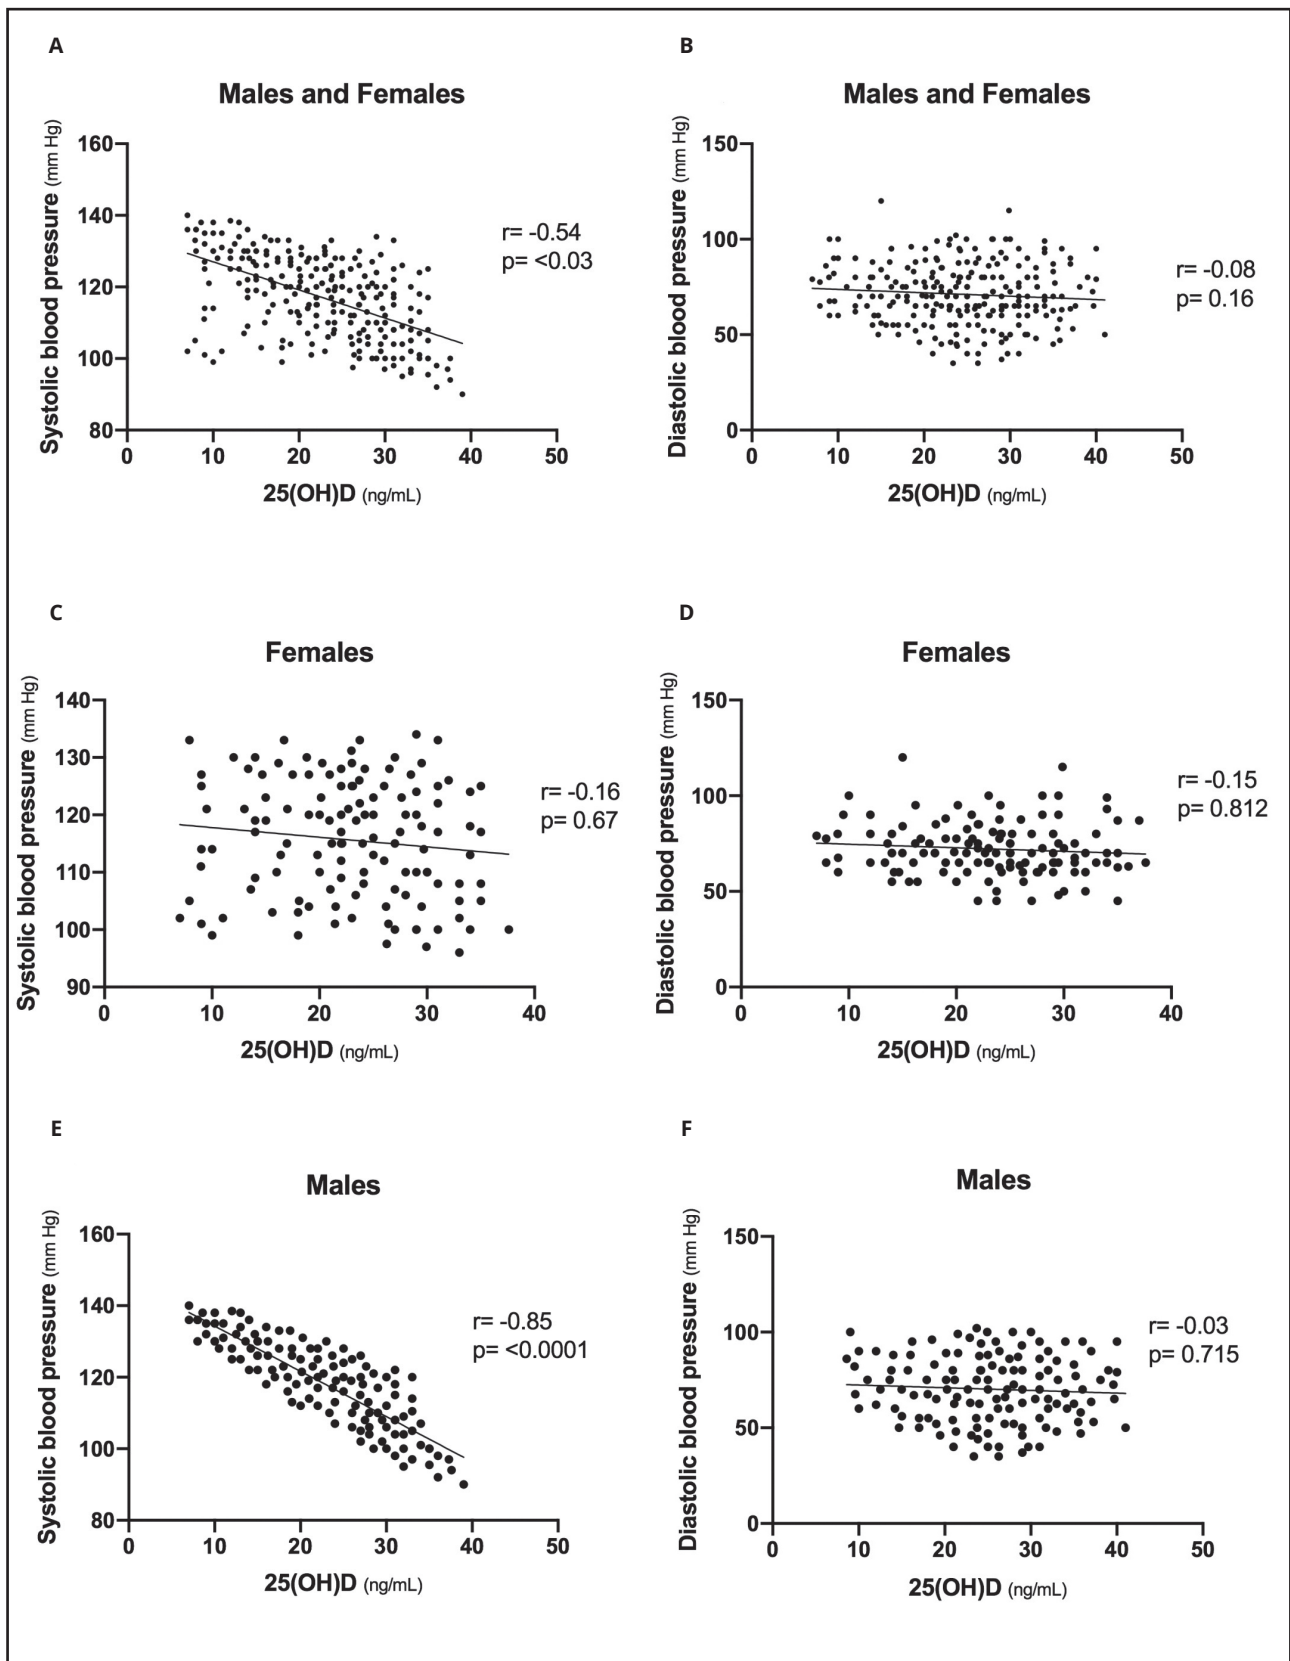 A
Males and Females
Systolic blood pressure (mm Hg)
160
140
120
100
80
0 10 20 30 40 50
25(OH)D (ng/mL)
r= -0.54
p= <0.03
B
Males and Females
Diastolic blood pressure (mm Hg)
150
100
50
0
0 10 20 30 40 50
25(OH)D (ng/mL)
r= -0.08
p= 0.16
C
Females
Systolic blood pressure (mm Hg)
140
130
120
110
100
90
0 10 20 30 40
25(OH)D (ng/mL)
r= -0.16
p= 0.67
D
Females
Diastolic blood pressure (mm Hg)
150
100
50
0
0 10 20 30 40
25(OH)D (ng/mL)
r= -0.15
p= 0.812
E
Males
Systolic blood pressure (mm Hg)
160
140
120
100
80
0 10 20 30 40 50
25(OH)D (ng/mL)
r= -0.85
p= <0.0001
F
Males
Diastolic blood pressure (mm Hg)
150
100
50
0
0 10 20 30 40 50
25(OH)D (ng/mL)
r= -0.03
p= 0.715